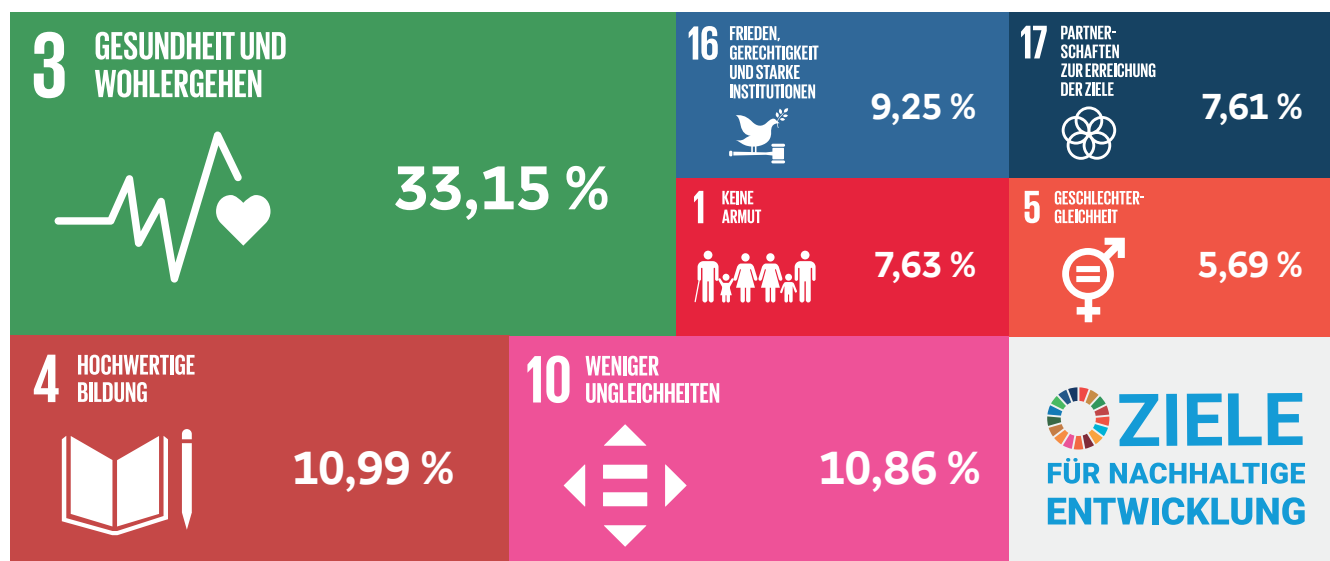 3
GESUNDHEIT UND
WOHLERGEHEN
33,15 %
16
FRIEDEN,
GERECHTIGKEIT
UND STARKE
INSTITUTIONEN
9,25 %
17
PARTNER-
SCHAFTEN
ZUR ERREICHUNG
DER ZIELE
7,61 %
1
KEINE
ARMUT
7,63 %
5
GESCHLECHTER-
GLEICHHEIT
5,69 %
4
HOCHWERTIGE
BILDUNG
10,99 %
10
WENIGER
UNGLEICHHEITEN
10,86 %
ZIELE
FÜR NACHHALTIGE
ENTWICKLUNG